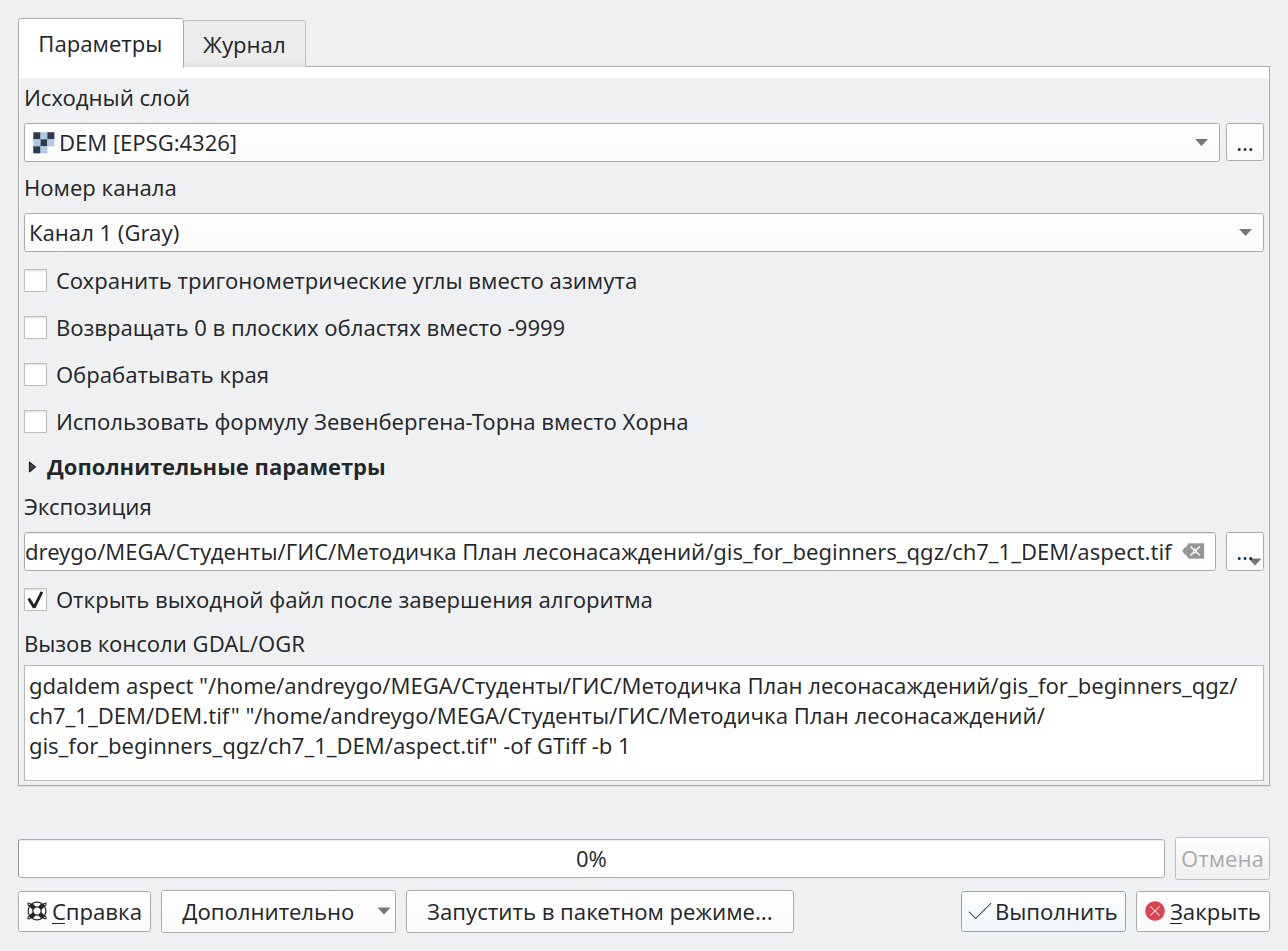 Параметры
Журнал
Исходный слой
DEM [EPSG:4326]
...
Номер канала
Канал 1 (Gray)
Сохранить тригонометрические углы вместо азимута
Возвращать 0 в плоских областях вместо -9999
Обрабатывать края
Использовать формулу Зевенбергена-Торна вместо Хорна
Дополнительные параметры
Экспозиция
dreygo/MEGA/Студенты/ГИС/Методичка План лесонасаждений/gis_for_beginners_qgz/ch7_1_DEM/aspect.tif
...
Открыть выходной файл после завершения алгоритма
Вызов консоли GDAL/OGR
gdaldem aspect "/home/andreygo/MEGA/Студенты/ГИС/Методичка План лесонасаждений/gis_for_beginners_qgz/
ch7_1_DEM/DEM.tif" "/home/andreygo/MEGA/Студенты/ГИС/Методичка План лесонасаждений/
gis_for_beginners_qgz/ch7_1_DEM/aspect.tif" -of GTiff -b 1
0%
Отмена
Справка
Дополнительно
Запустить в пакетном режиме...
Выполнить
Закрыть